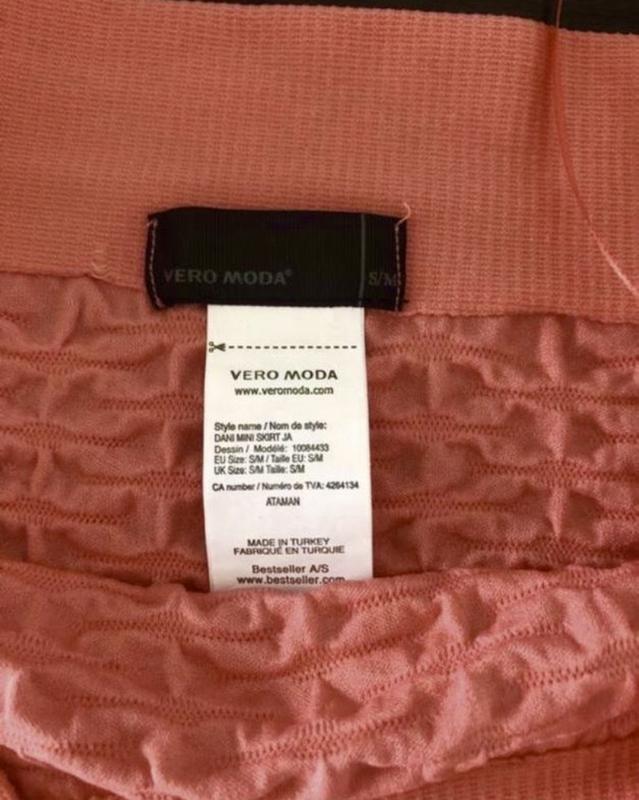 VERO MODA®
S/M
VERO MODA
www.veromoda.com
Style name / Nom de style:
DANI MINI SKIRT JA
Dessin / Modéle: 10084433
EU Size: S/M / Taille EU: S/M
UK Size: S/M Taille: S/M
CA number / Numéro de TVA: 4264134
ATAMAN
MADE IN TURKEY
FABRIQUÉ EN TURQUIE
Bestseller A/S
www.bestseller.com